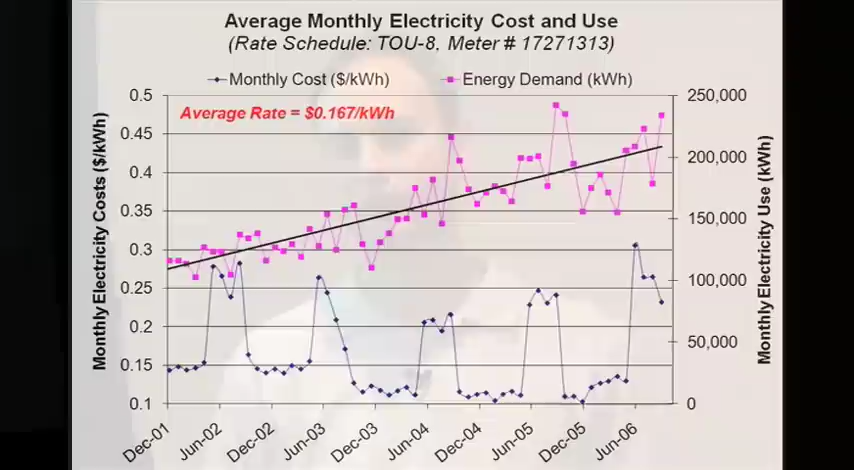 Average Monthly Electricity Cost and Use
(Rate Schedule: TOU-8, Meter # 17271313)
Monthly Cost ($/kWh)
Energy Demand (kWh)
Average Rate = $0.167/kWh
Monthly Electricity Costs ($/kWh)
0.5
0.45
0.4
0.35
0.3
0.25
0.2
0.15
0.1
250,000
200,000
150,000
100,000
50,000
0
Monthly Electricity Use (kWh)
Dec-01
Jun-02
Dec-02
Jun-03
Dec-03
Jun-04
Dec-04
Jun-05
Dec-05
Jun-06